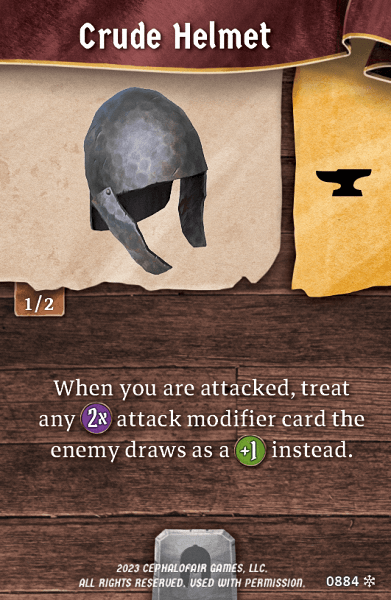 Crude Helmet
1/2
When you are attacked, treat
any 2x attack modifier card the
enemy draws as a +1 instead.
2023 CEPHALOFAIR GAMES, LLC.
ALL RIGHTS RESERVED. USED WITH PERMISSION.
0884